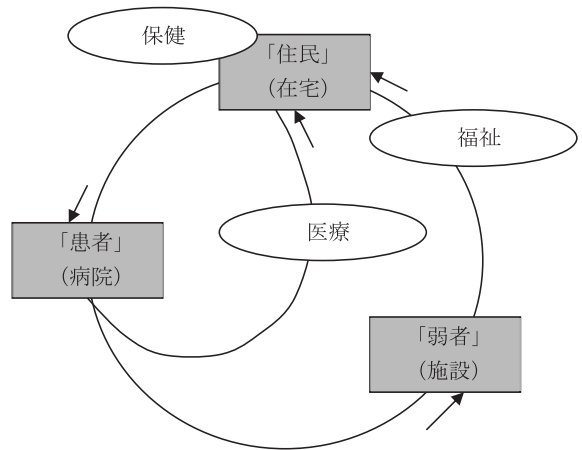 保健
「住民」
(在宅)
福祉
「患者」
(病院)
医療
「弱者」
(施設)